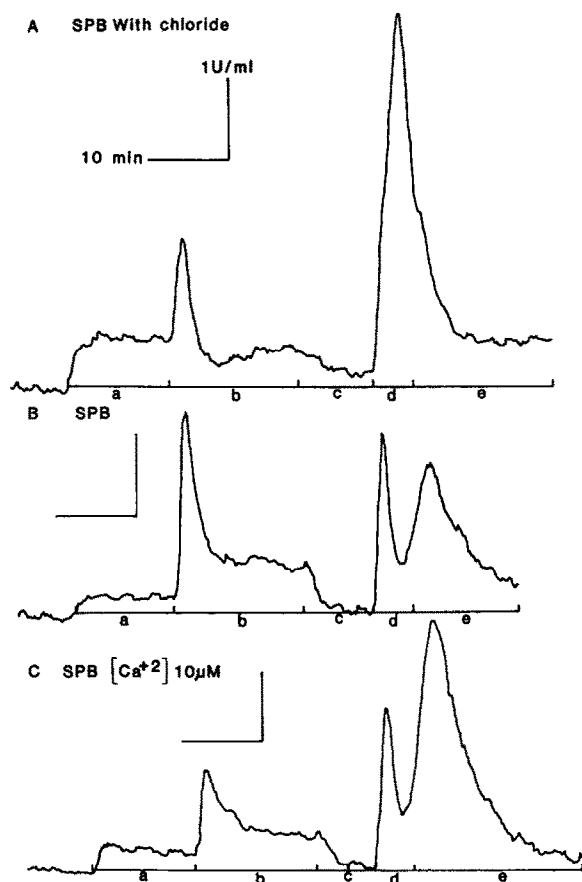 A SPB With chloride
1U/ml
10 min
a b c d e
B SPB
a b c d e
C SPB [Ca+2] 10µM
a b c d e